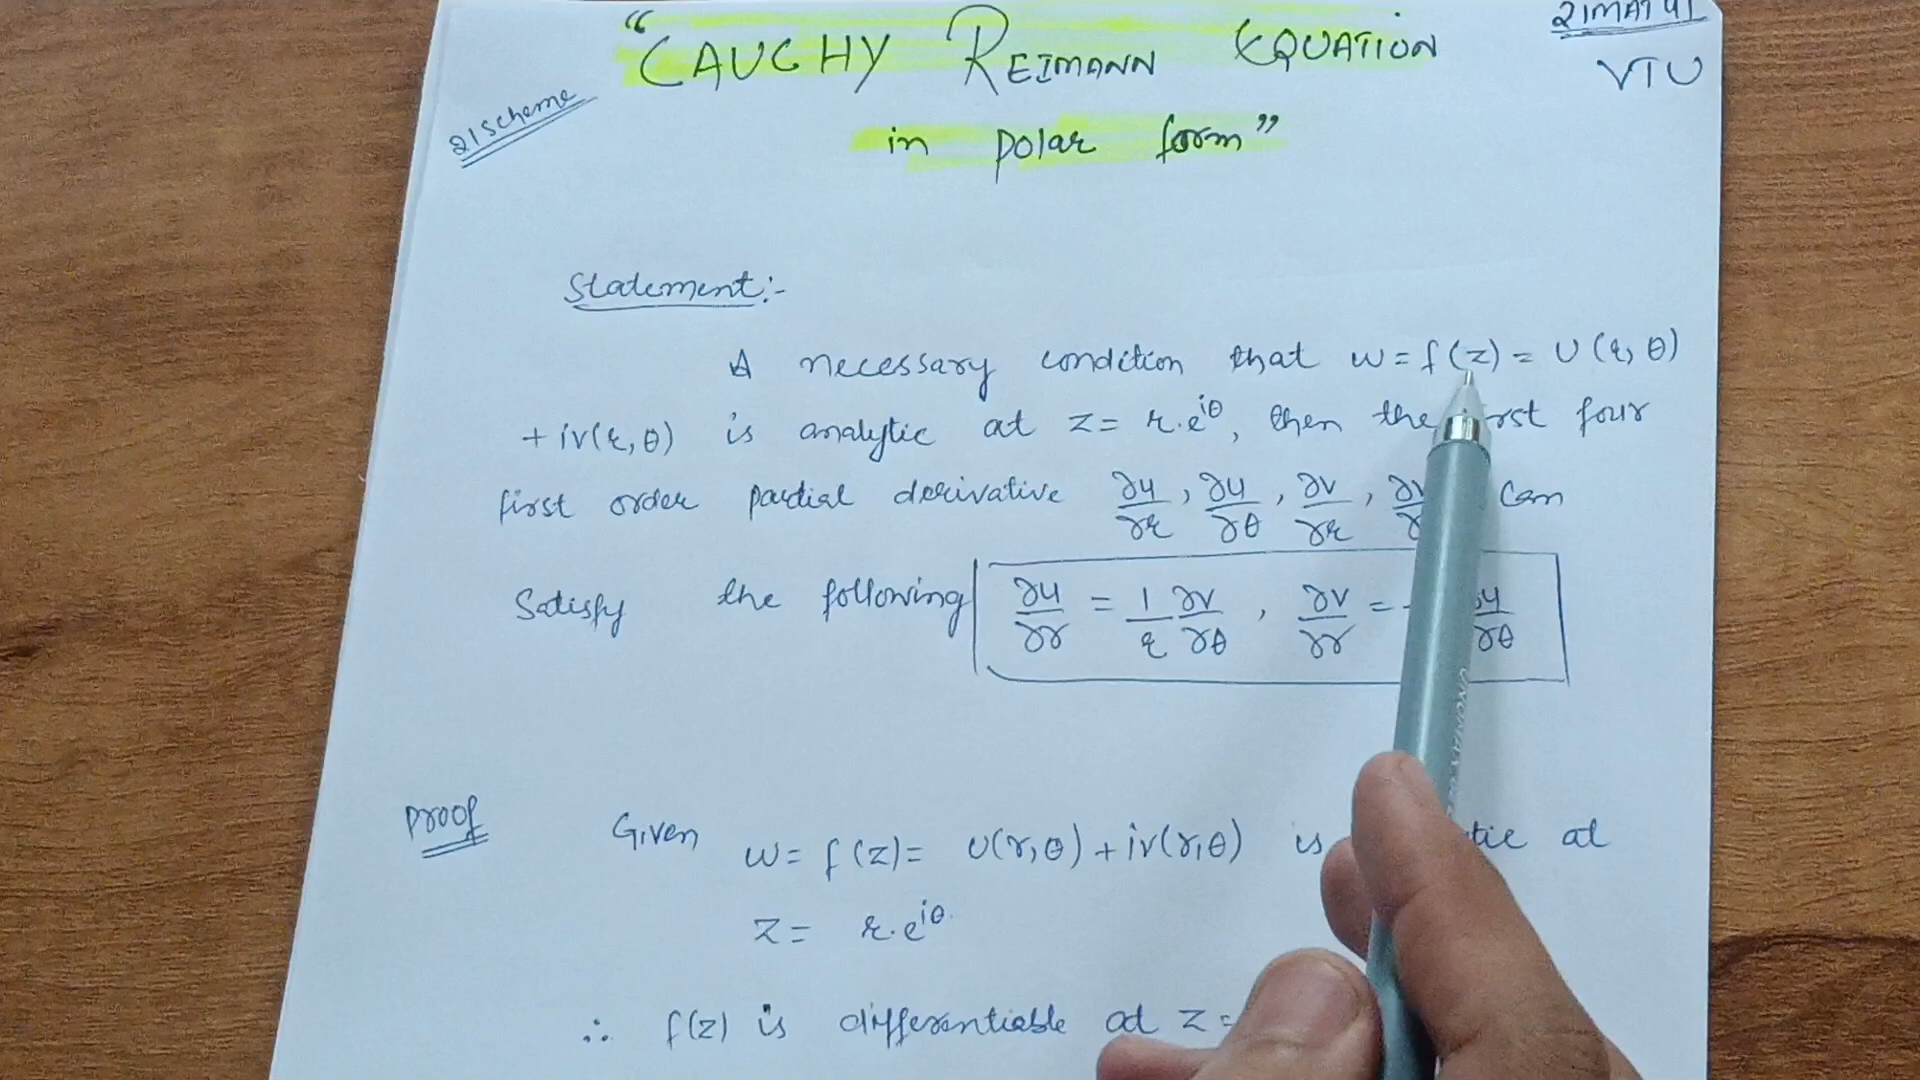 "CAUCHY REIMANN EQUATION
in polar form"
21MAT41
VTU
21 scheme
Statement:-
A necessary condition that w = f(z) = U(r, θ)
+ iv(r, θ) is analytic at z = r.e^{iθ}, then the four
first order partial derivative ∂u/∂r, ∂u/∂θ, ∂v/∂r, can
Satisfy the following ∂u/∂r = 1/r ∂v/∂θ, ∂v/∂r = ∂u/∂θ
Proof Given w = f(z) = U(r,θ) + iv(r,θ) is at
z = r.e^{iθ}.
∴ f(z) is differentiable at z =